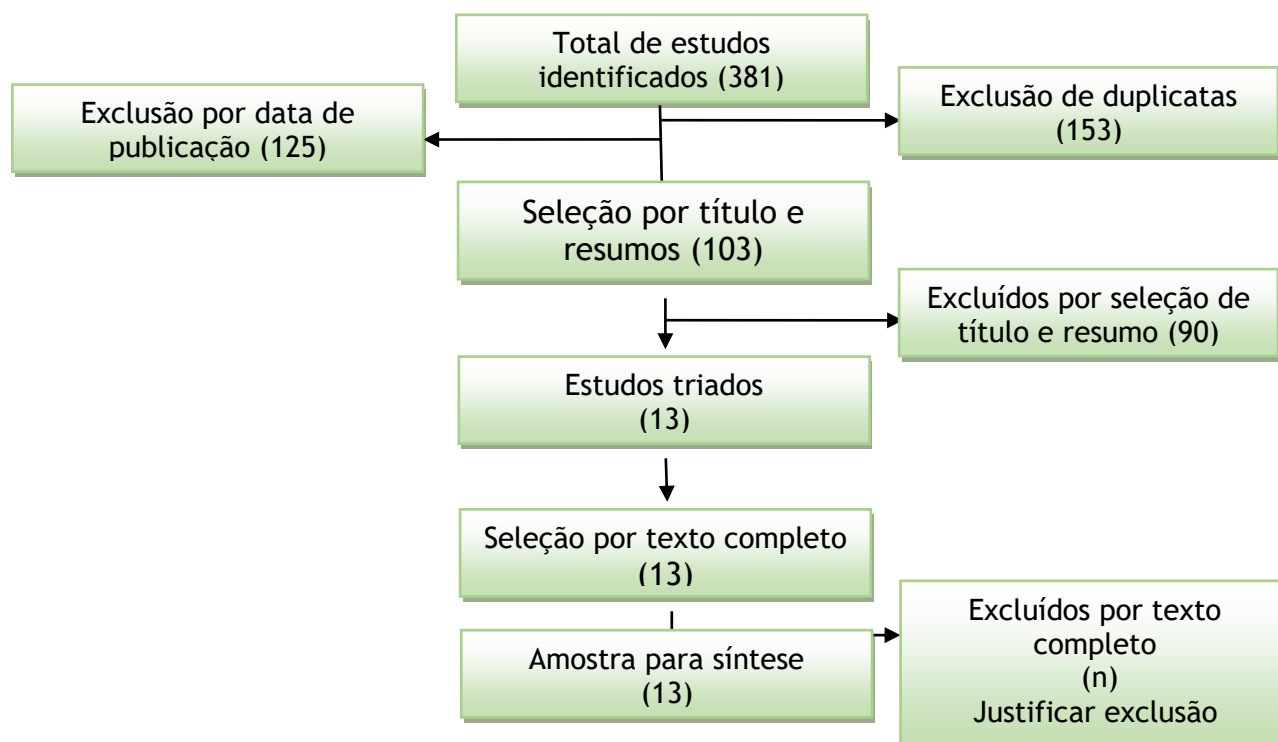 Total de estudos
identificados (381)
Exclusão por data de
publicação (125)
Exclusão de duplicatas
(153)
Seleção por título e
resumos (103)
Excluídos por seleção de
título e resumo (90)
Estudos triados
(13)
Seleção por texto completo
(13)
Excluídos por texto
completo
(n)
Justificar exclusão
Amostra para síntese
(13)